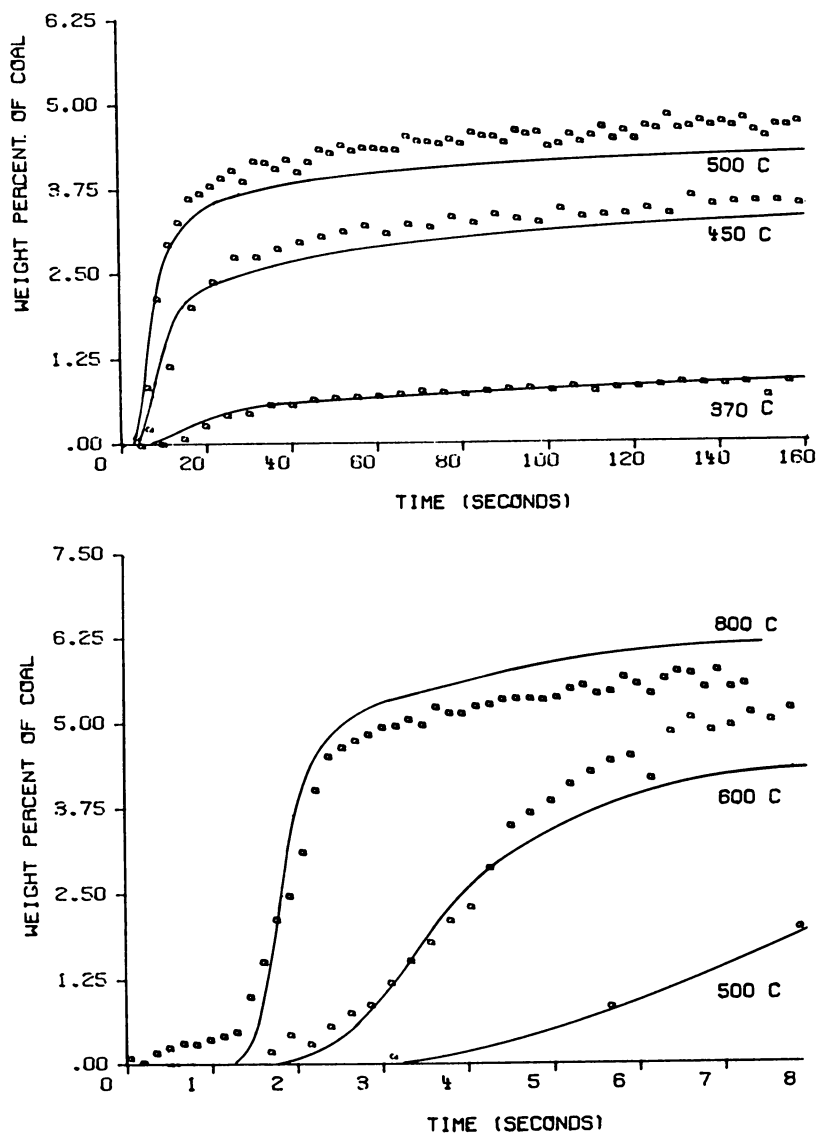 6.25
5.00
3.75
2.50
1.25
.00
WEIGHT PERCENT OF COAL
500 C
450 C
370 C
0 20 40 60 80 100 120 140 160
TIME (SECONDS)
7.50
6.25
5.00
3.75
2.50
1.25
.00
WEIGHT PERCENT OF COAL
800 C
600 C
500 C
0 1 2 3 4 5 6 7 8
TIME (SECONDS)